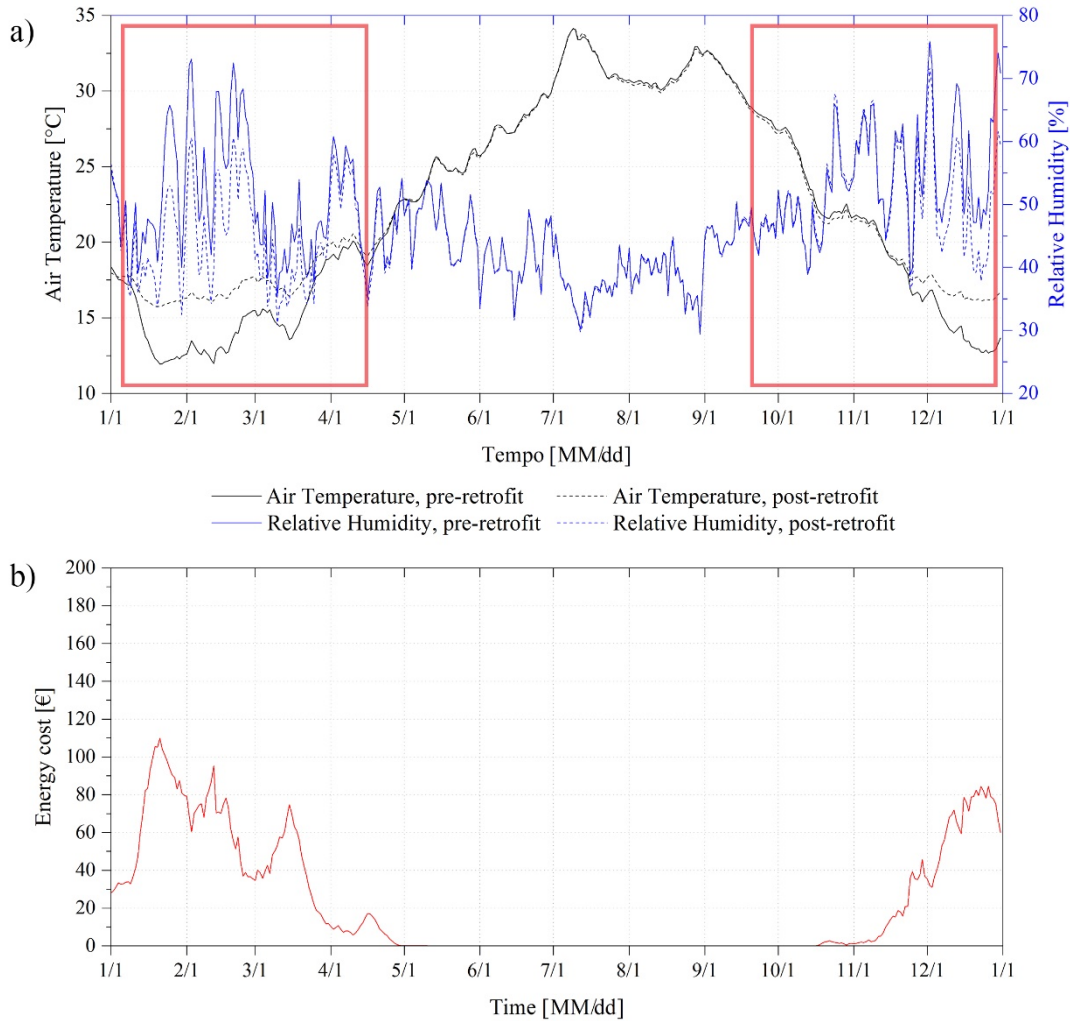 a)
35
30
25
20
15
10
Air Temperature [°C]
80
70
60
50
40
30
20
Relative Humidity [%]
1/1 2/1 3/1 4/1 5/1 6/1 7/1 8/1 9/1 10/1 11/1 12/1 1/1
Tempo [MM/dd]
Air Temperature, pre-retrofit Air Temperature, post-retrofit
Relative Humidity, pre-retrofit Relative Humidity, post-retrofit
b)
200
180
160
140
120
100
80
60
40
20
0
Energy cost [€]
1/1 2/1 3/1 4/1 5/1 6/1 7/1 8/1 9/1 10/1 11/1 12/1 1/1
Time [MM/dd]